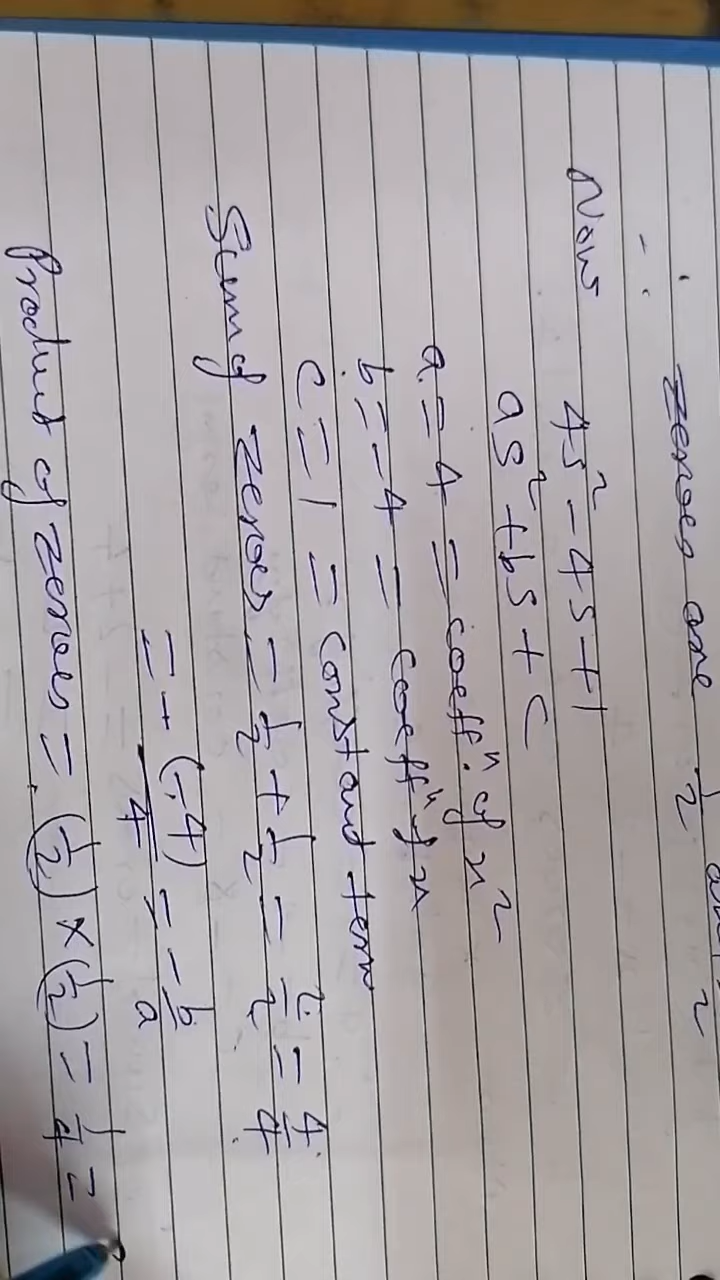 ∴ zeroes are 1/2 and 1/2
Now 4s² - 4s + 1
as² + bs + c
a = 4 = coeffⁿ. of x²
b = -4 = coeffⁿ of x
c = 1 = constant term
Sum of zeroes = 1/2 + 1/2 = 2/2 = 4/4
= -(-4)/4 = -b/a
Product of zeroes = (1/2) × (1/2) = 1/4 =